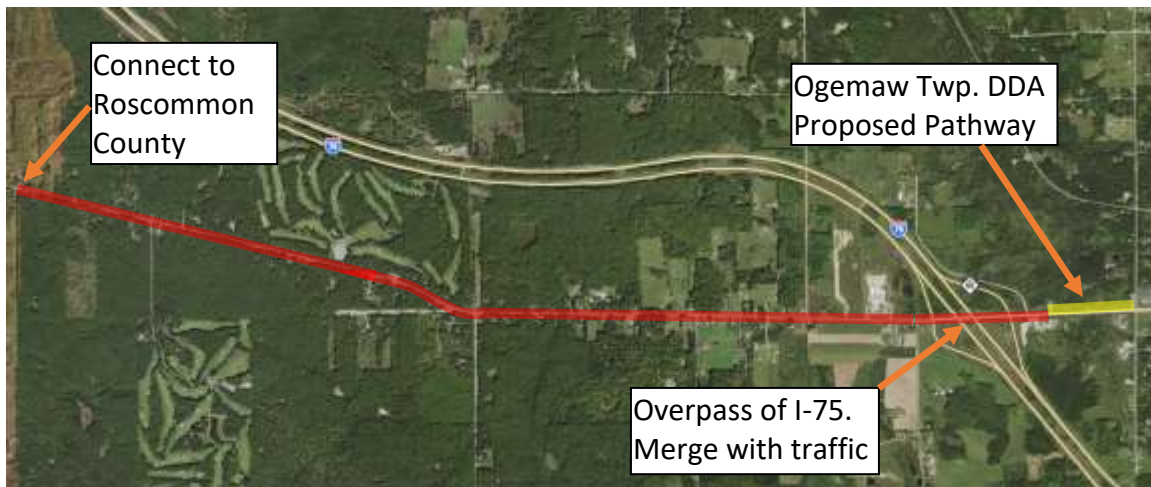 Connect to
Roscommon
County
Ogemaw Twp. DDA
Proposed Pathway
Overpass of I-75.
Merge with traffic